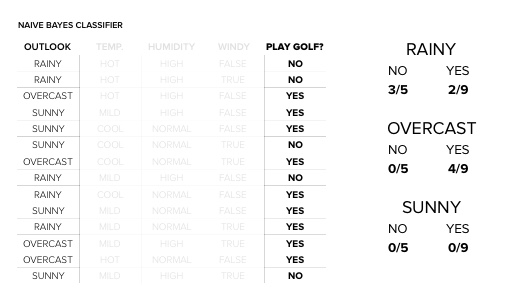 NAIVE BAYES CLASSIFIER
OUTLOOK TEMP. HUMIDITY WINDY PLAY GOLF?
RAINY HOT HIGH FALSE NO
RAINY HOT HIGH TRUE NO
OVERCAST HOT HIGH FALSE YES
SUNNY MILD HIGH FALSE YES
SUNNY COOL NORMAL FALSE YES
SUNNY COOL NORMAL TRUE NO
OVERCAST COOL NORMAL TRUE YES
RAINY MILD HIGH FALSE NO
RAINY COOL NORMAL FALSE YES
SUNNY MILD NORMAL FALSE YES
RAINY MILD NORMAL TRUE YES
OVERCAST MILD HIGH TRUE YES
OVERCAST HOT NORMAL FALSE YES
SUNNY MILD HIGH TRUE NO
RAINY
NO YES
3/5 2/9
OVERCAST
NO YES
0/5 4/9
SUNNY
NO YES
0/5 0/9